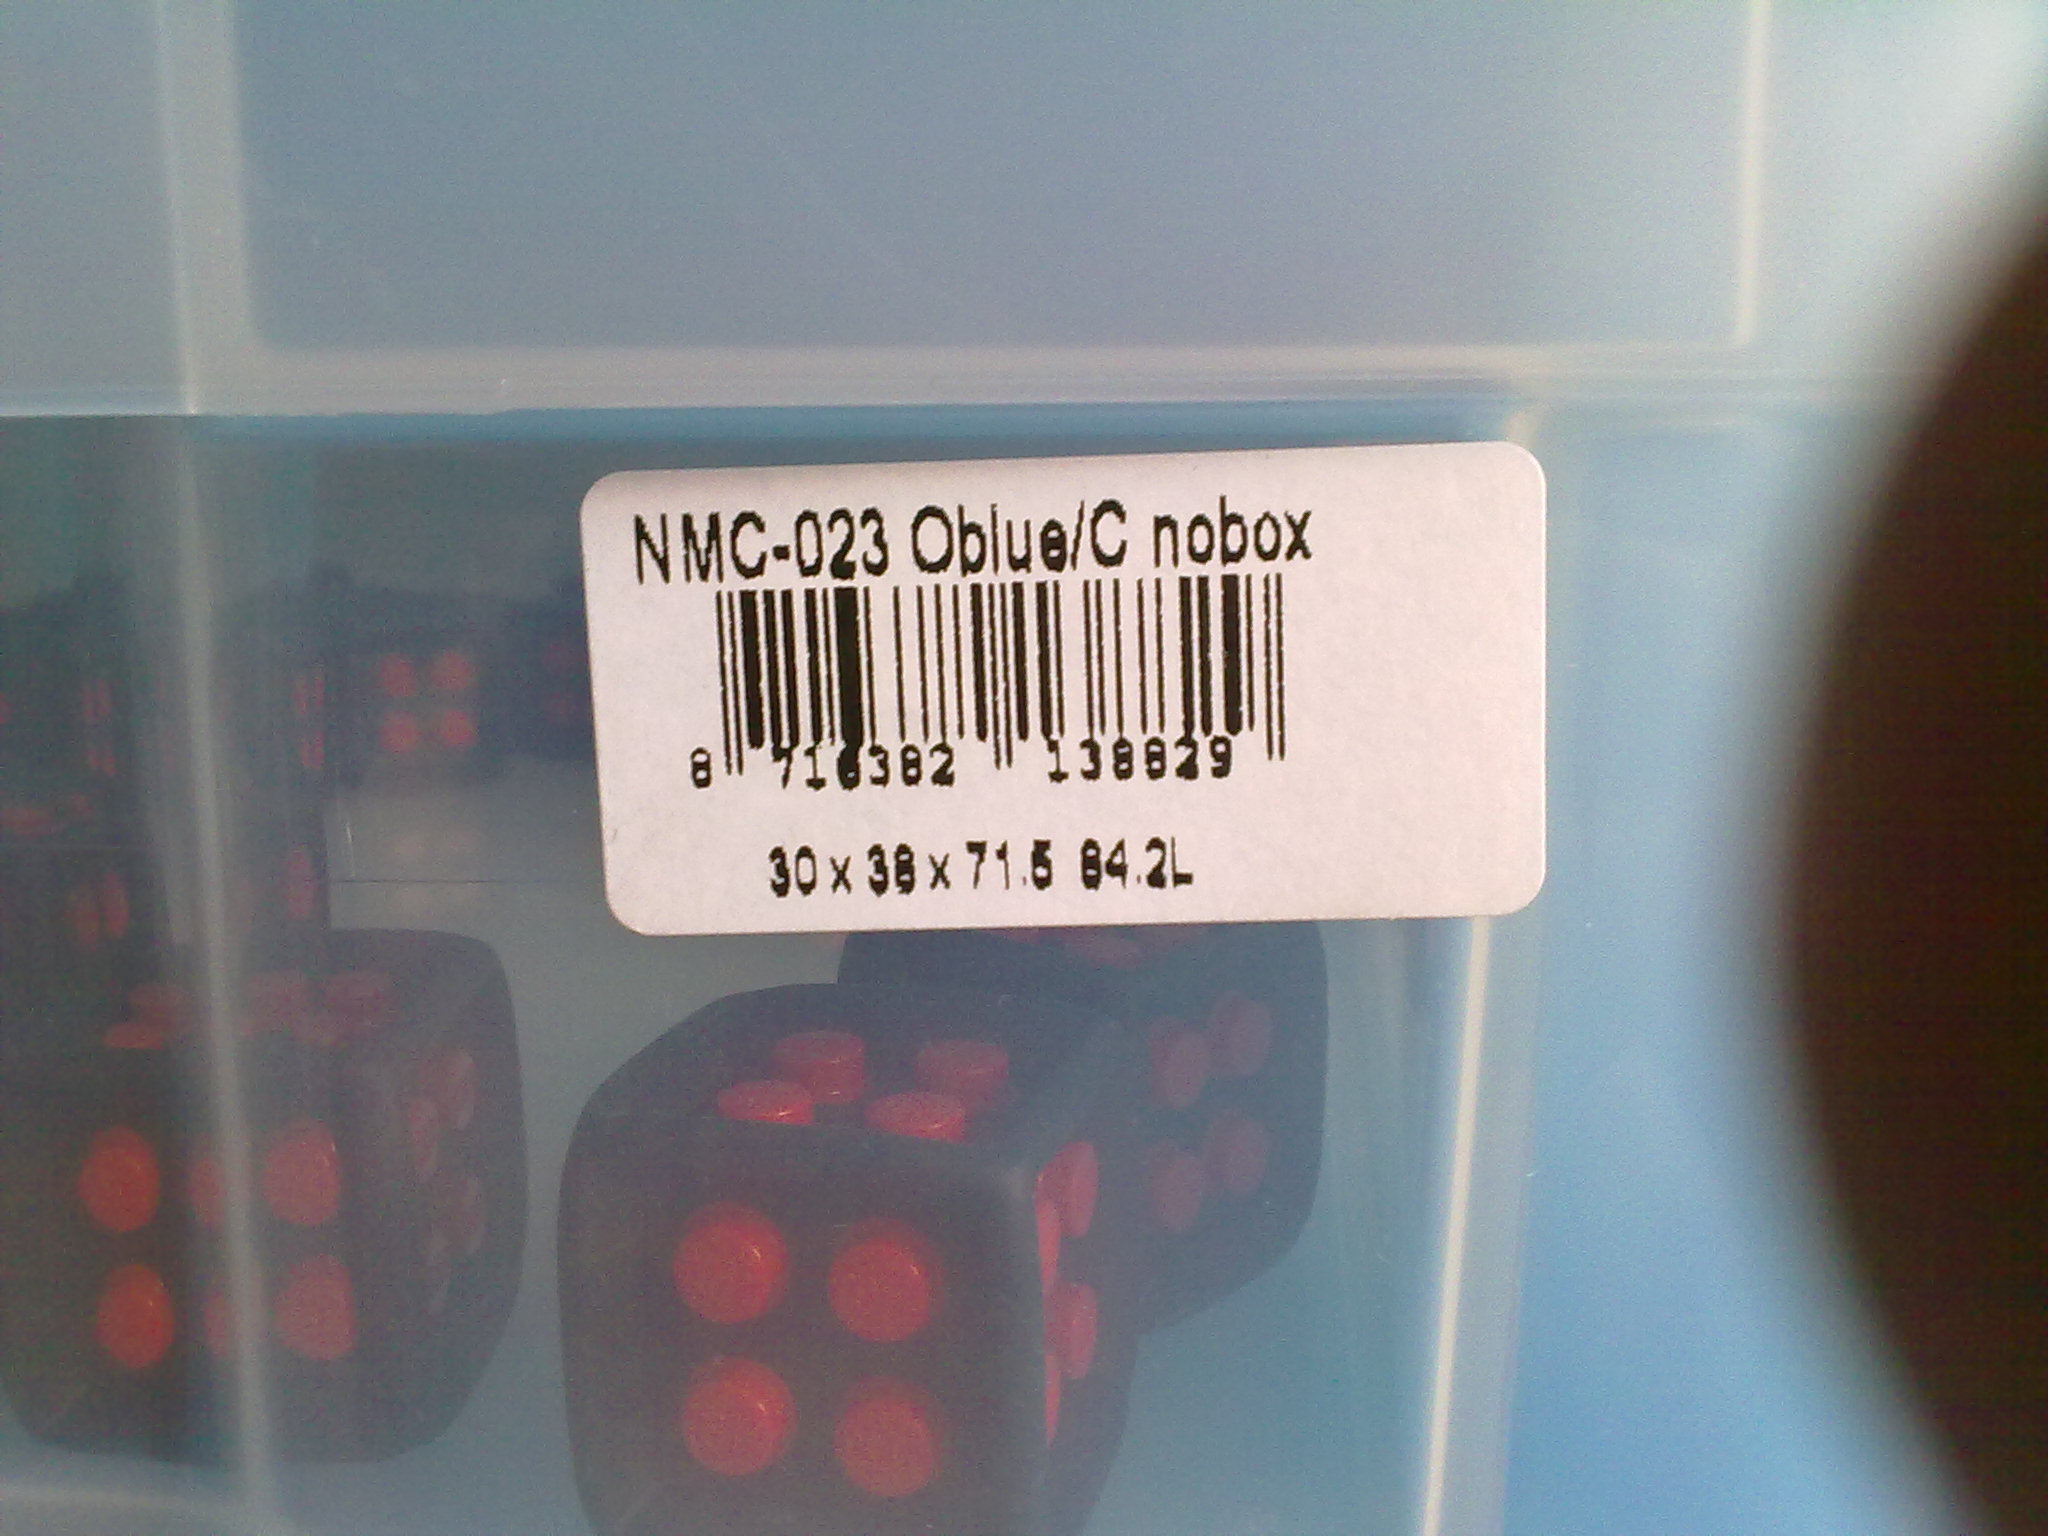 NMC-023 Oblue/C nobox
8 716382 138829
30 x 38 x 71.5 84.2L